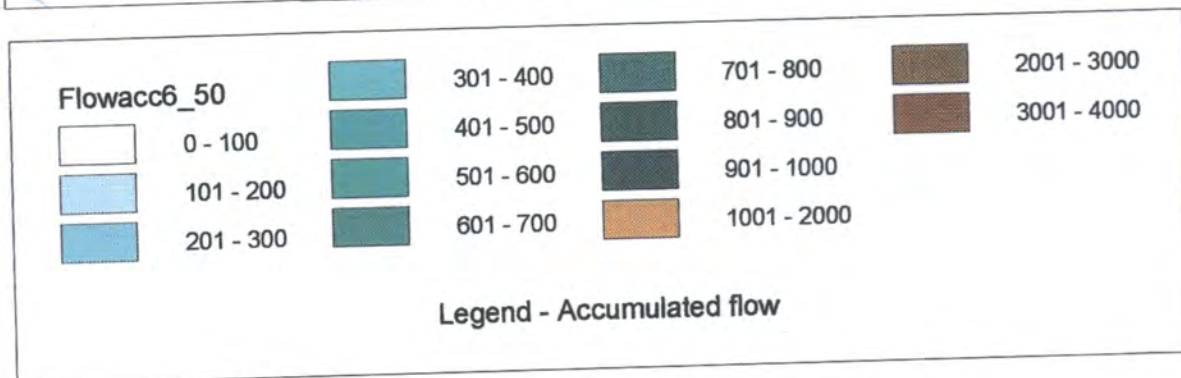 Flowacc6_50
0 - 100
101 - 200
201 - 300
301 - 400
401 - 500
501 - 600
601 - 700
701 - 800
801 - 900
901 - 1000
1001 - 2000
2001 - 3000
3001 - 4000
Legend - Accumulated flow